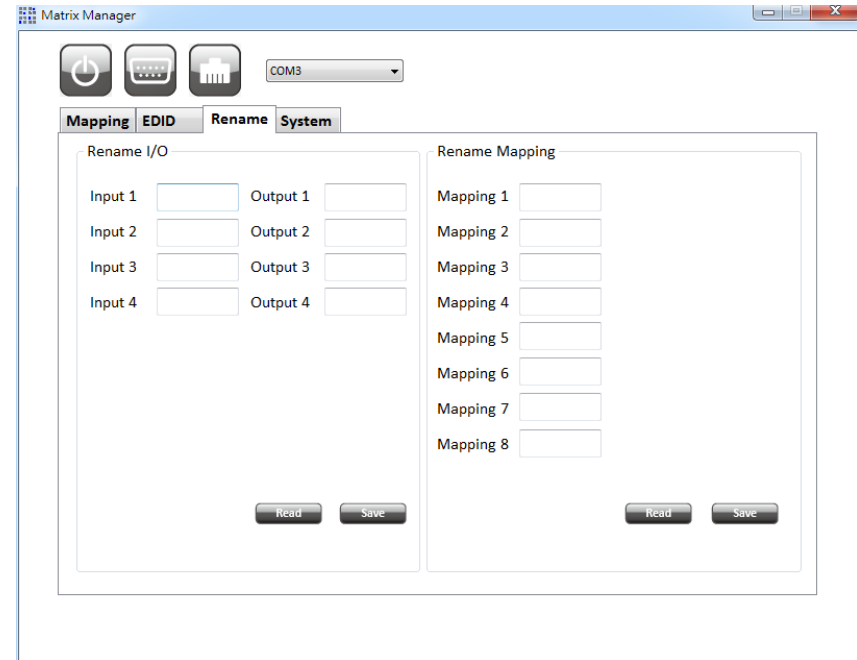 Matrix Manager
COM3
Mapping EDID Rename System
Rename I/O
Input 1 Output 1
Input 2 Output 2
Input 3 Output 3
Input 4 Output 4
Read Save
Rename Mapping
Mapping 1
Mapping 2
Mapping 3
Mapping 4
Mapping 5
Mapping 6
Mapping 7
Mapping 8
Read Save